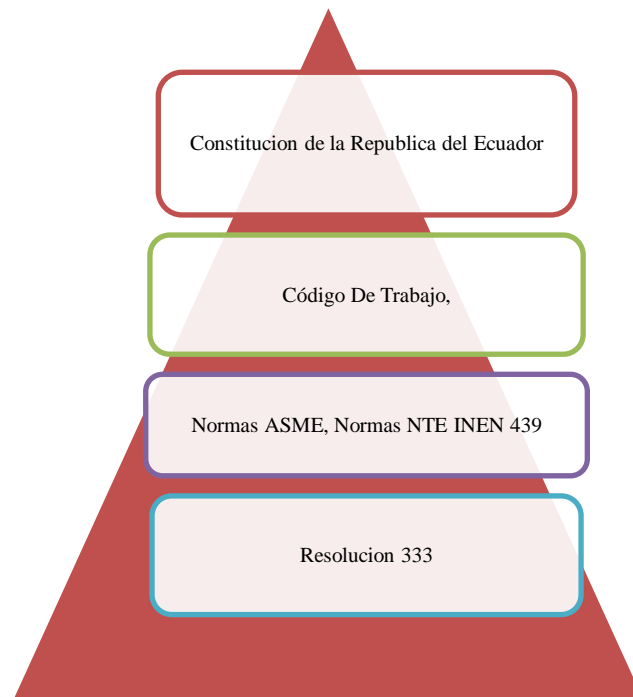 Constitucion de la Republica del Ecuador
Código De Trabajo,
Normas ASME, Normas NTE INEN 439
Resolucion 333